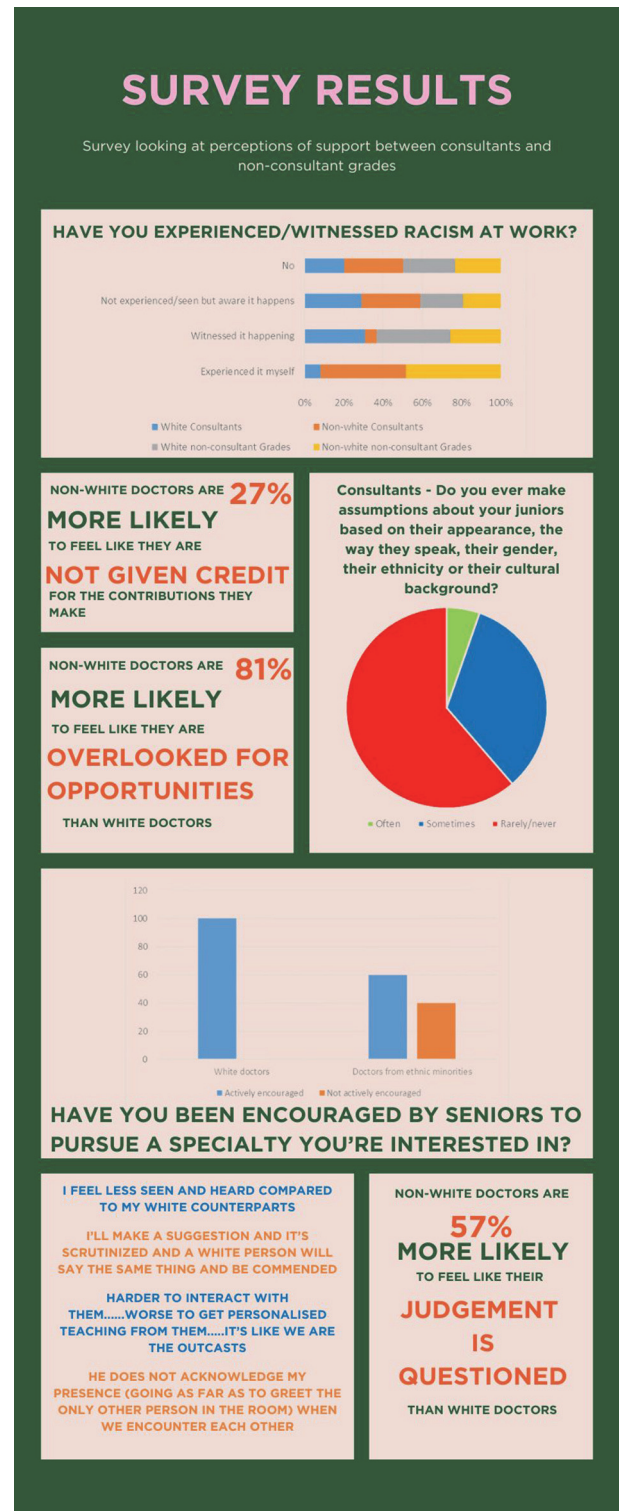 SURVEY RESULTS
Survey looking at perceptions of support between consultants and
non-consultant grades
HAVE YOU EXPERIENCED/WITNESSED RACISM AT WORK?
No
Not experienced/seen but aware it happens
Witnessed it happening
Experienced it myself
0% 20% 40% 60% 80% 100%
White Consultants Non-white Consultants
White non-consultant Grades Non-white non-consultant Grades
NON-WHITE DOCTORS ARE 27%
MORE LIKELY
TO FEEL LIKE THEY ARE
NOT GIVEN CREDIT
FOR THE CONTRIBUTIONS THEY
MAKE
NON-WHITE DOCTORS ARE 81%
MORE LIKELY
TO FEEL LIKE THEY ARE
OVERLOOKED FOR
OPPORTUNITIES
THAN WHITE DOCTORS
Consultants - Do you ever make
assumptions about your juniors
based on their appearance, the
way they speak, their gender,
their ethnicity or their cultural
background?
Often Sometimes Rarely/never
120
100
80
60
40
20
0
White doctors Doctors from ethnic minorities
Actively encouraged Not actively encouraged
HAVE YOU BEEN ENCOURAGED BY SENIORS TO
PURSUE A SPECIALTY YOU'RE INTERESTED IN?
I FEEL LESS SEEN AND HEARD COMPARED
TO MY WHITE COUNTERPARTS
I'LL MAKE A SUGGESTION AND IT'S
SCRUTINIZED AND A WHITE PERSON WILL
SAY THE SAME THING AND BE COMMENDED
HARDER TO INTERACT WITH
THEM......WORSE TO GET PERSONALISED
TEACHING FROM THEM.....IT'S LIKE WE ARE
THE OUTCASTS
HE DOES NOT ACKNOWLEDGE MY
PRESENCE (GOING AS FAR AS TO GREET THE
ONLY OTHER PERSON IN THE ROOM) WHEN
WE ENCOUNTER EACH OTHER
NON-WHITE DOCTORS ARE
57%
MORE LIKELY
TO FEEL LIKE THEIR
JUDGEMENT
IS
QUESTIONED
THAN WHITE DOCTORS